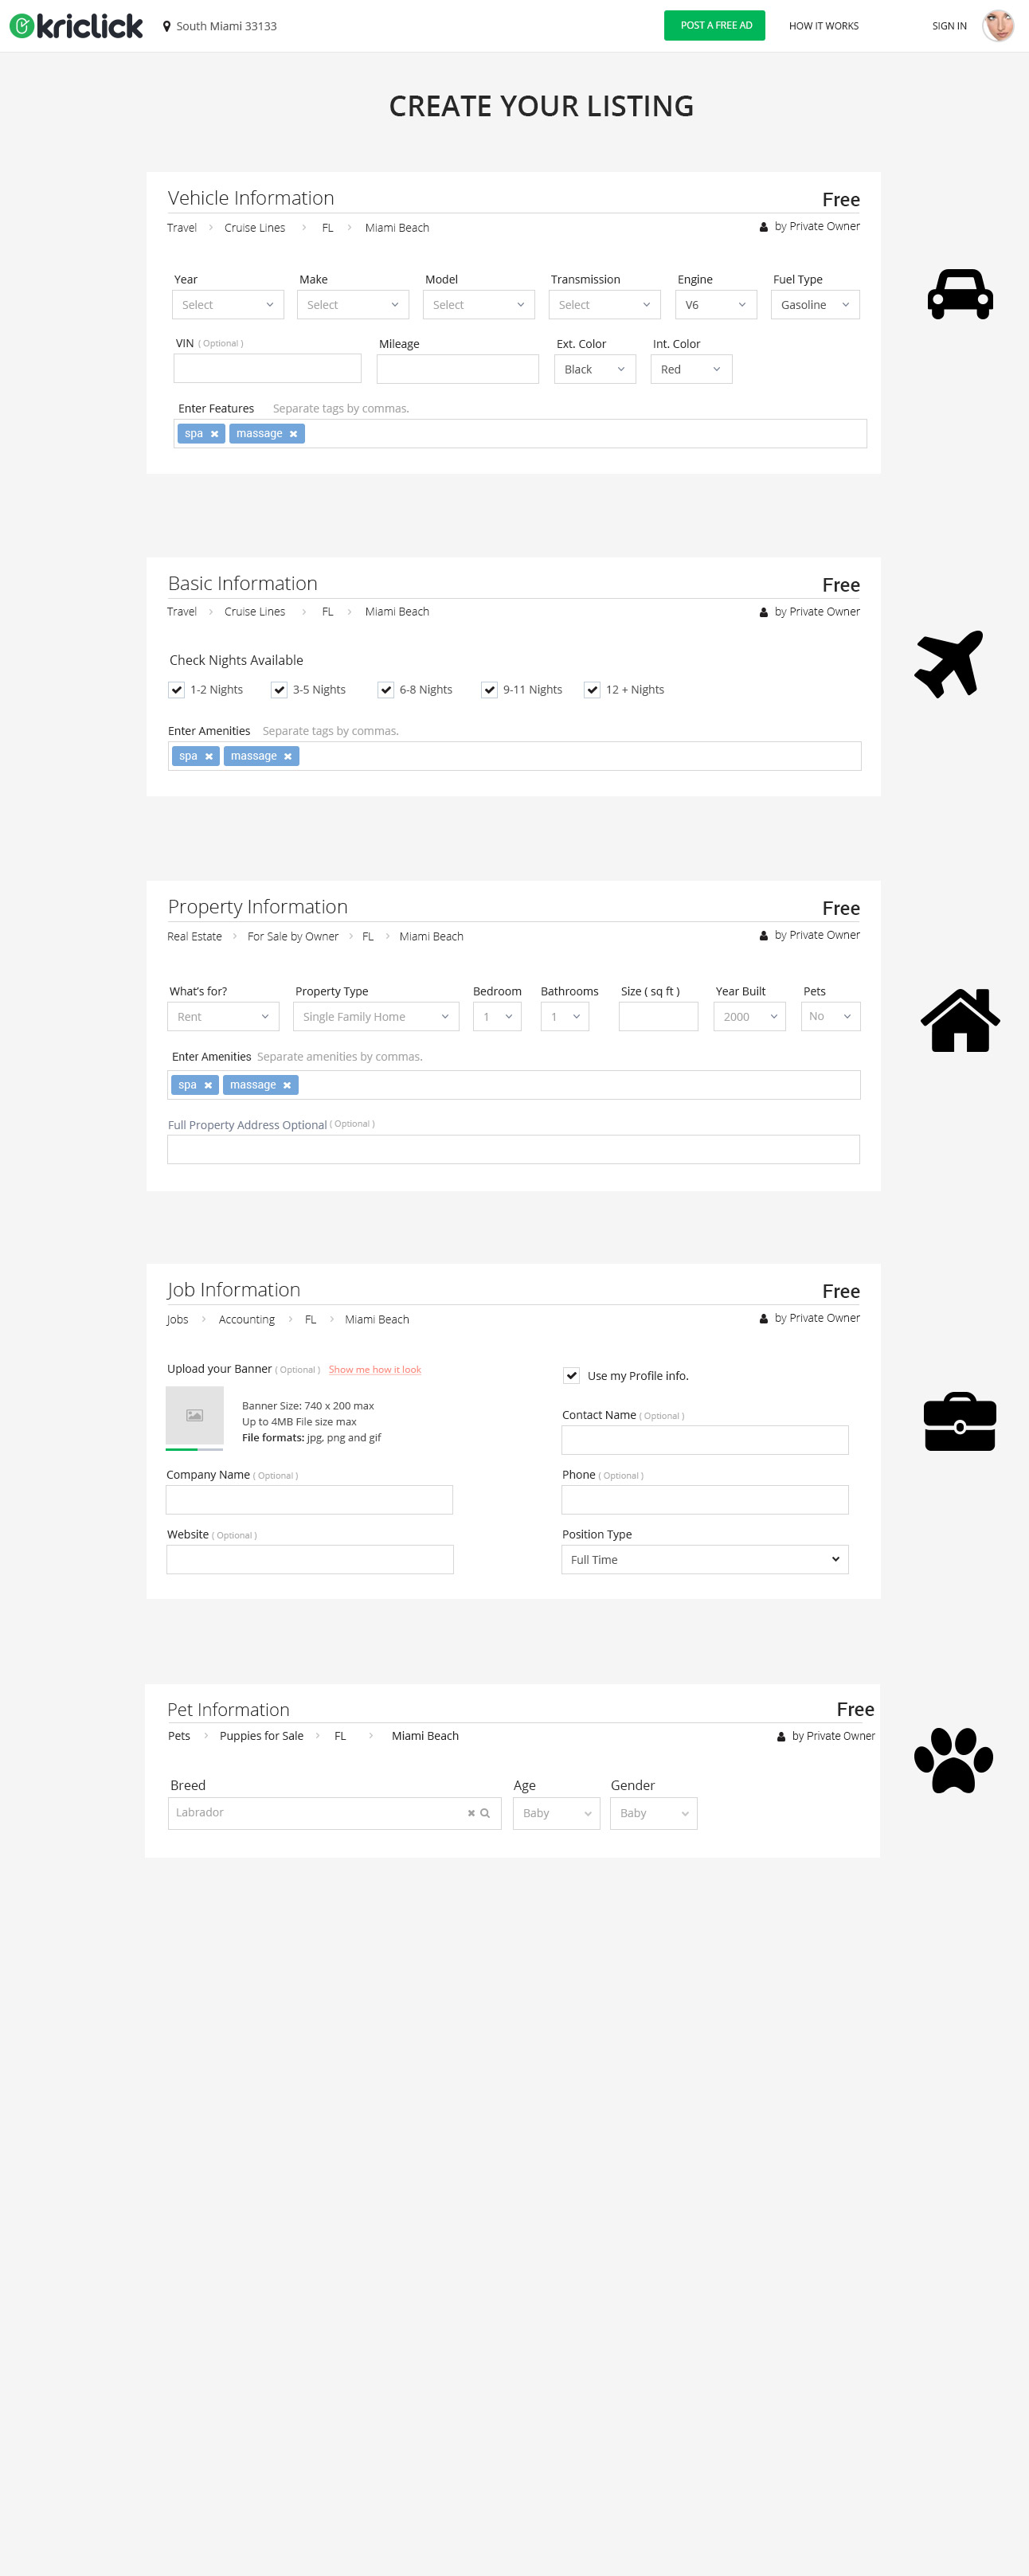 kriclick South Miami 33133 POST A FREE AD HOW IT WORKS SIGN IN
CREATE YOUR LISTING
Vehicle Information Free
Travel > Cruise Lines > FL > Miami Beach by Private Owner
Year Make Model Transmission Engine Fuel Type
Select Select Select Select V6 Gasoline
VIN ( Optional ) Mileage Ext. Color Int. Color
Black Red
Enter Features Separate tags by commas.
spa massage
Basic Information Free
Travel > Cruise Lines > FL > Miami Beach by Private Owner
Check Nights Available
1-2 Nights 3-5 Nights 6-8 Nights 9-11 Nights 12 + Nights
Enter Amenities Separate tags by commas.
spa massage
Property Information Free
Real Estate > For Sale by Owner > FL > Miami Beach by Private Owner
What's for? Property Type Bedroom Bathrooms Size ( sq ft ) Year Built Pets
Rent Single Family Home 1 1 2000 No
Enter Amenities Separate amenities by commas.
spa massage
Full Property Address Optional ( Optional )
Job Information Free
Jobs > Accounting > FL > Miami Beach by Private Owner
Upload your Banner ( Optional ) Show me how it look
Use my Profile info.
Banner Size: 740 x 200 max
Up to 4MB File size max
File formats: jpg, png and gif
Contact Name ( Optional )
Company Name ( Optional ) Phone ( Optional )
Website ( Optional ) Position Type
Full Time
Pet Information Free
Pets > Puppies for Sale > FL > Miami Beach by Private Owner
Breed Age Gender
Labrador Baby Baby